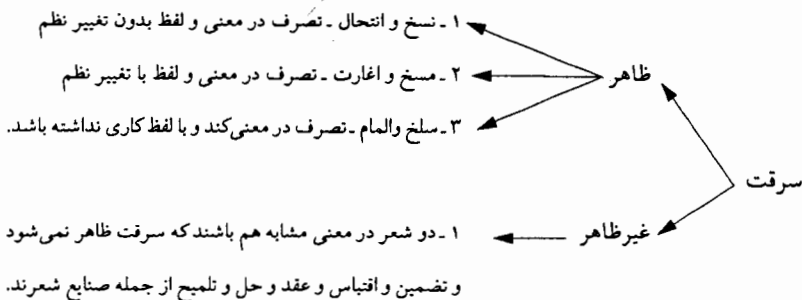 ۱ ـ نسخ و انتحال ـ تصرف در معنی و لفظ بدون تغییر نظم
ظاهر
۲ ـ مسخ و اغارت ـ تصرف در معنی و لفظ با تغییر نظم
۳ ـ سلخ والمام ـ تصرف در معنی‌کند و با لفظ کاری نداشته باشد.
سرقت
غیرظاهر
۱ ـ دو شعر در معنی مشابه هم باشند که سرقت ظاهر نمی‌شود
و تضمین و اقتباس و عقد و حل و تلمیح از جمله صنایع شعرند.